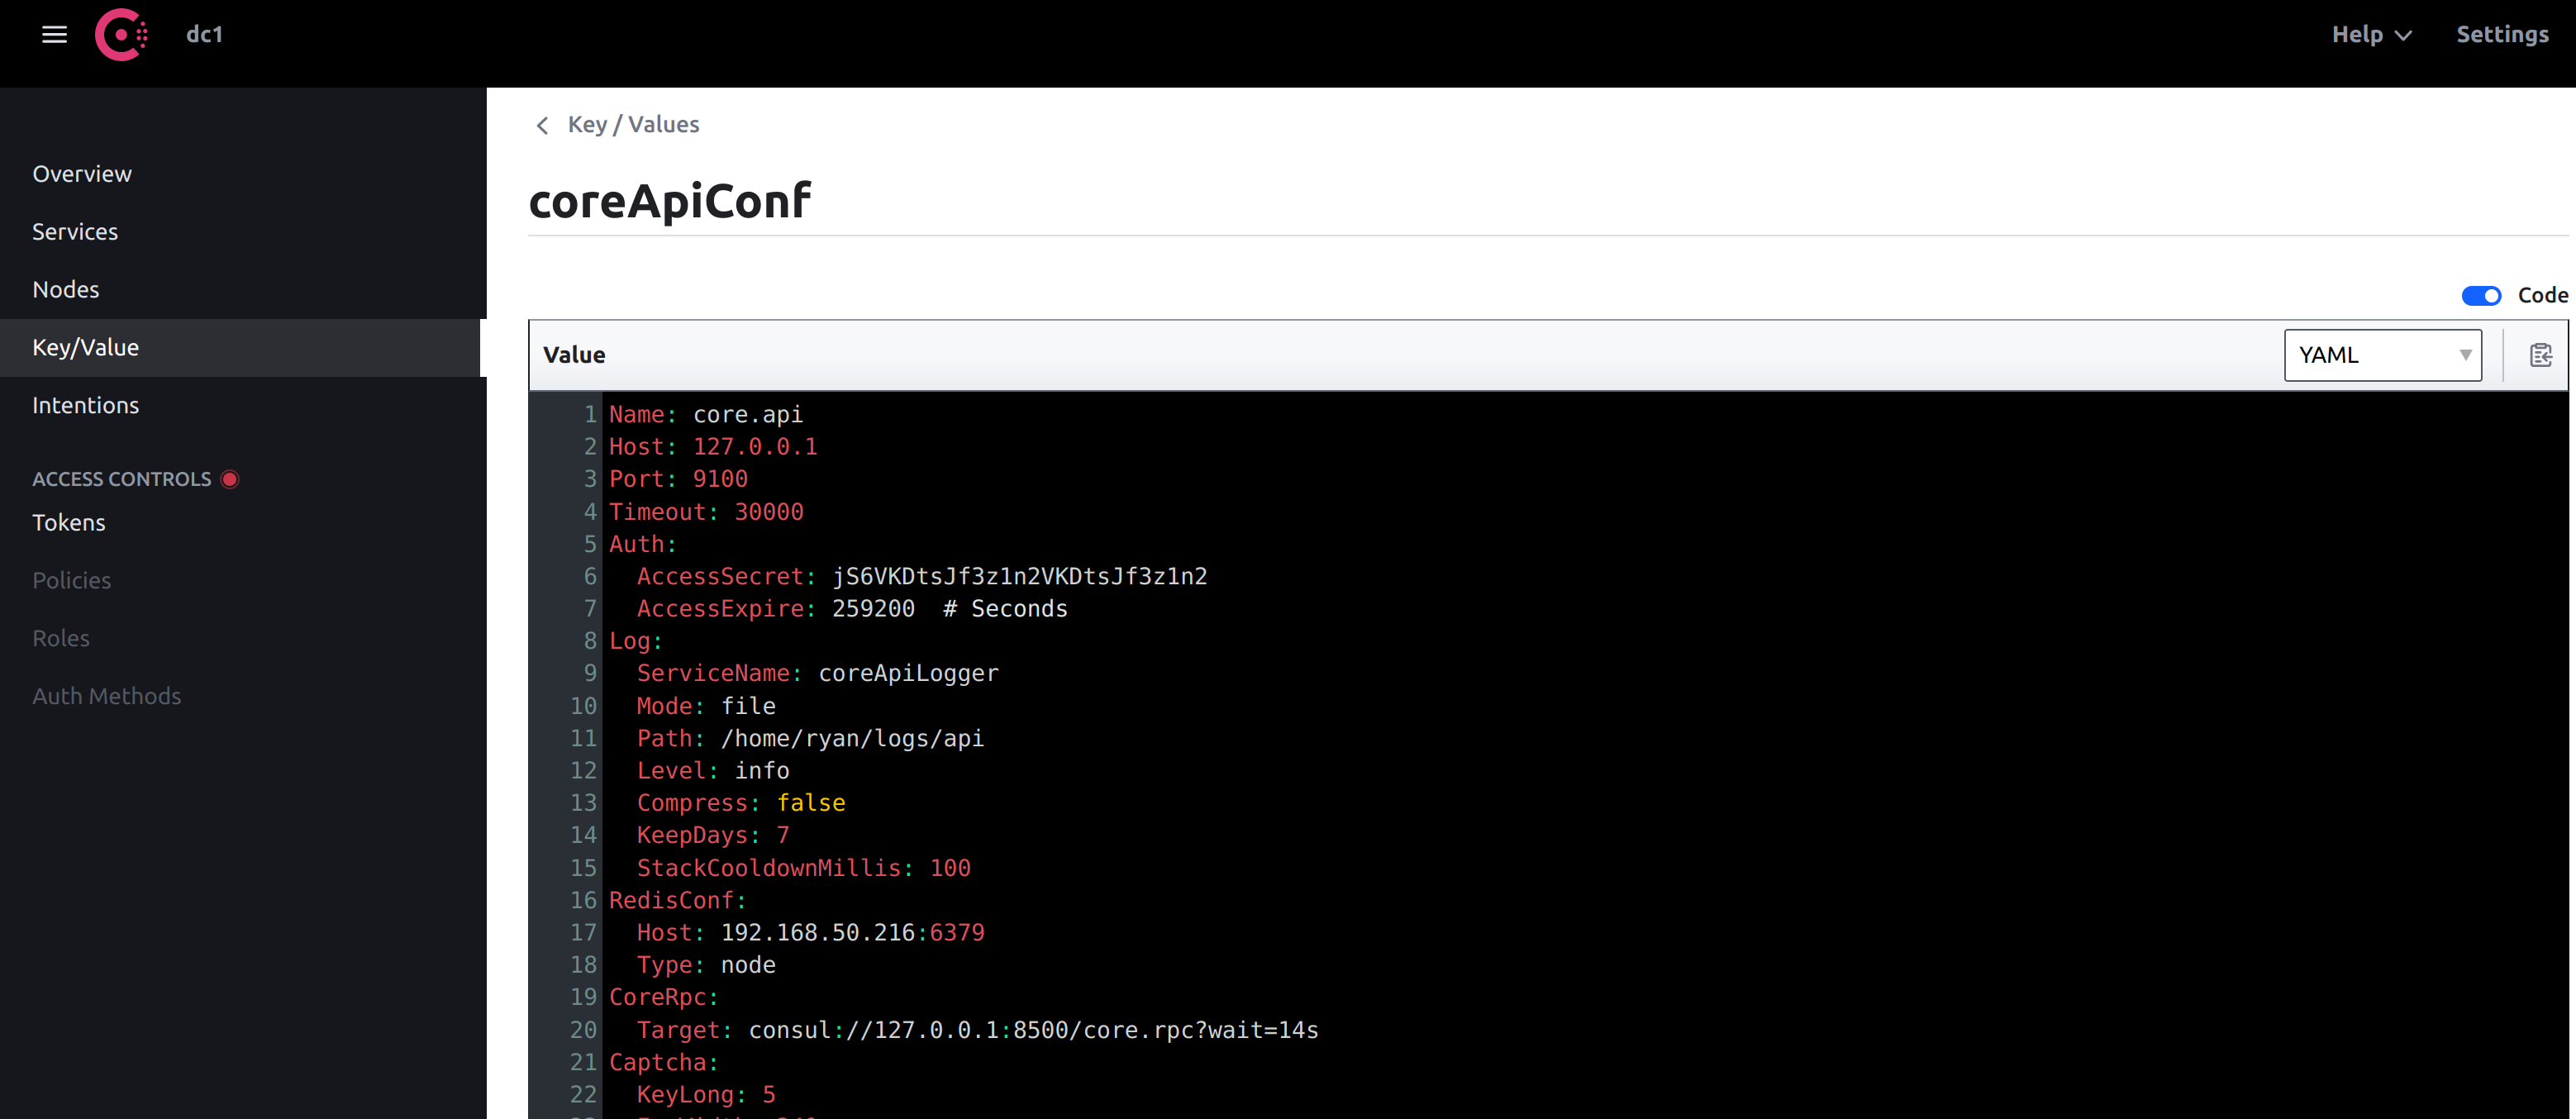 dc1
Help
Settings
Overview
Services
Nodes
Key/Value
Intentions
ACCESS CONTROLS
Tokens
Policies
Roles
Auth Methods
Key / Values
coreApiConf
Code
Value
YAML
1 Name: core.api
2 Host: 127.0.0.1
3 Port: 9100
4 Timeout: 30000
5 Auth:
6   AccessSecret: jS6VKDtsJf3z1n2VKDtsJf3z1n2
7   AccessExpire: 259200  # Seconds
8 Log:
9   ServiceName: coreApiLogger
10   Mode: file
11   Path: /home/ryan/logs/api
12   Level: info
13   Compress: false
14   KeepDays: 7
15   StackCooldownMillis: 100
16 RedisConf:
17   Host: 192.168.50.216:6379
18   Type: node
19 CoreRpc:
20   Target: consul://127.0.0.1:8500/core.rpc?wait=14s
21 Captcha:
22   KeyLong: 5